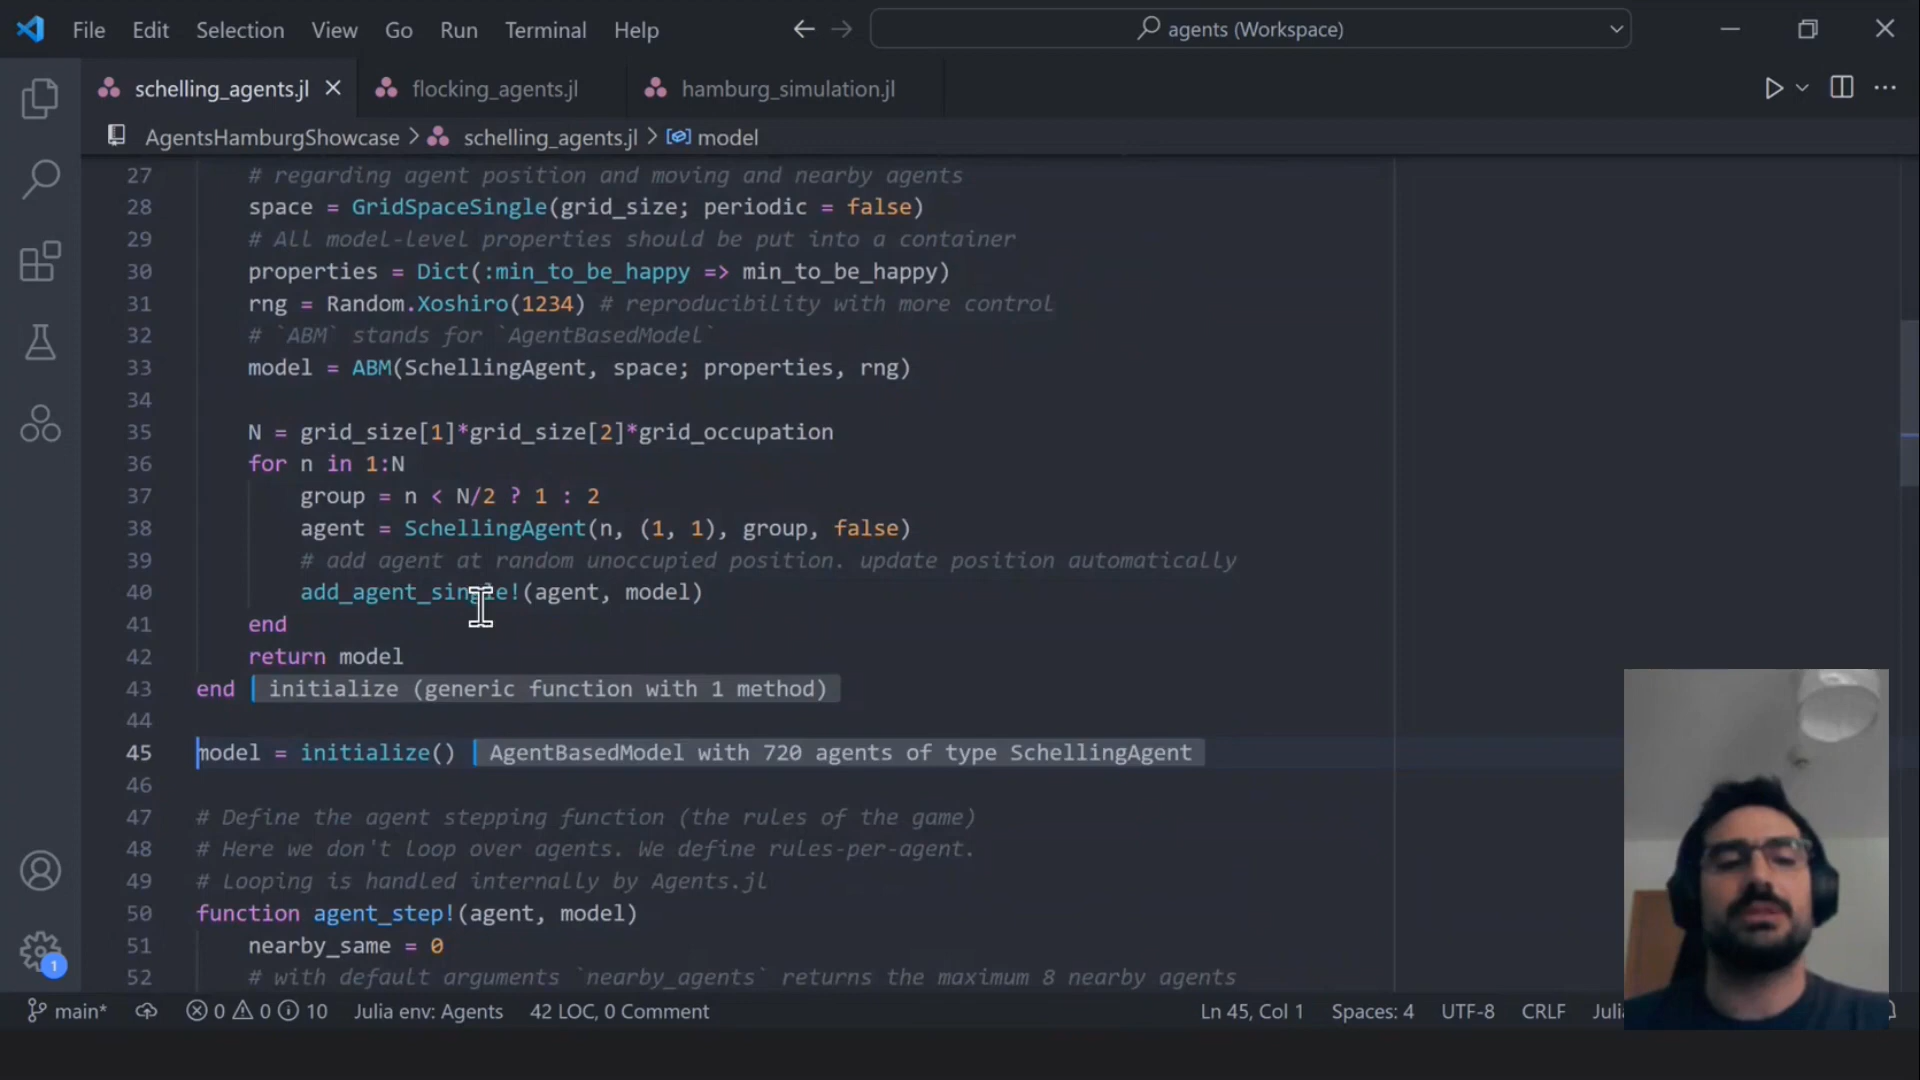 File Edit Selection View Go Run Terminal Help
agents (Workspace)
schelling_agents.jl
flocking_agents.jl
hamburg_simulation.jl
AgentsHamburgShowcase > schelling_agents.jl > model
27 # regarding agent position and moving and nearby agents
28 space = GridSpaceSingle(grid_size; periodic = false)
29 # All model-level properties should be put into a container
30 properties = Dict(:min_to_be_happy => min_to_be_happy)
31 rng = Random.Xoshiro(1234) # reproducibility with more control
32 # `ABM` stands for `AgentBasedModel`
33 model = ABM(SchellingAgent, space; properties, rng)
34
35 N = grid_size[1]*grid_size[2]*grid_occupation
36 for n in 1:N
37 group = n < N/2 ? 1 : 2
38 agent = SchellingAgent(n, (1, 1), group, false)
39 # add agent at random unoccupied position. update position automatically
40 add_agent_single!(agent, model)
41 end
42 return model
43 end initialize (generic function with 1 method)
44
45 model = initialize() AgentBasedModel with 720 agents of type SchellingAgent
46
47 # Define the agent stepping function (the rules of the game)
48 # Here we don't loop over agents. We define rules-per-agent.
49 # Looping is handled internally by Agents.jl
50 function agent_step!(agent, model)
51 nearby_same = 0
52 # with default arguments `nearby_agents` returns the maximum 8 nearby agents
1
main* 0 0 10 Julia env: Agents 42 LOC, 0 Comment Ln 45, Col 1 Spaces: 4 UTF-8 CRLF